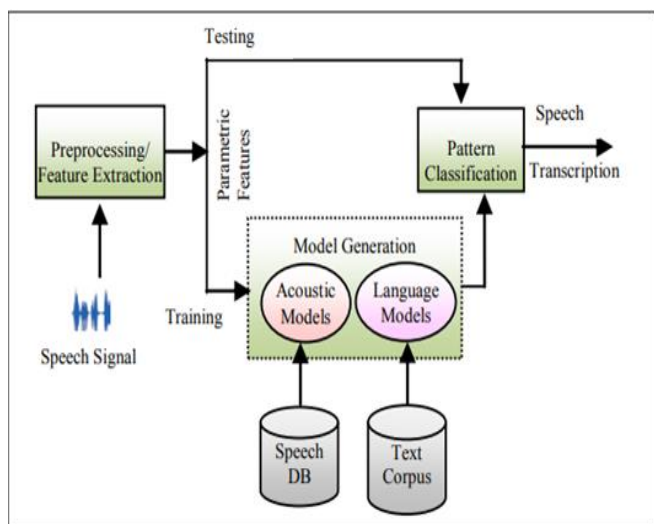 Testing
Preprocessing/
Feature Extraction
Parametric
Features
Pattern
Classification
Speech
Transcription
Model Generation
Acoustic
Models
Language
Models
Training
Speech Signal
Speech
DB
Text
Corpus